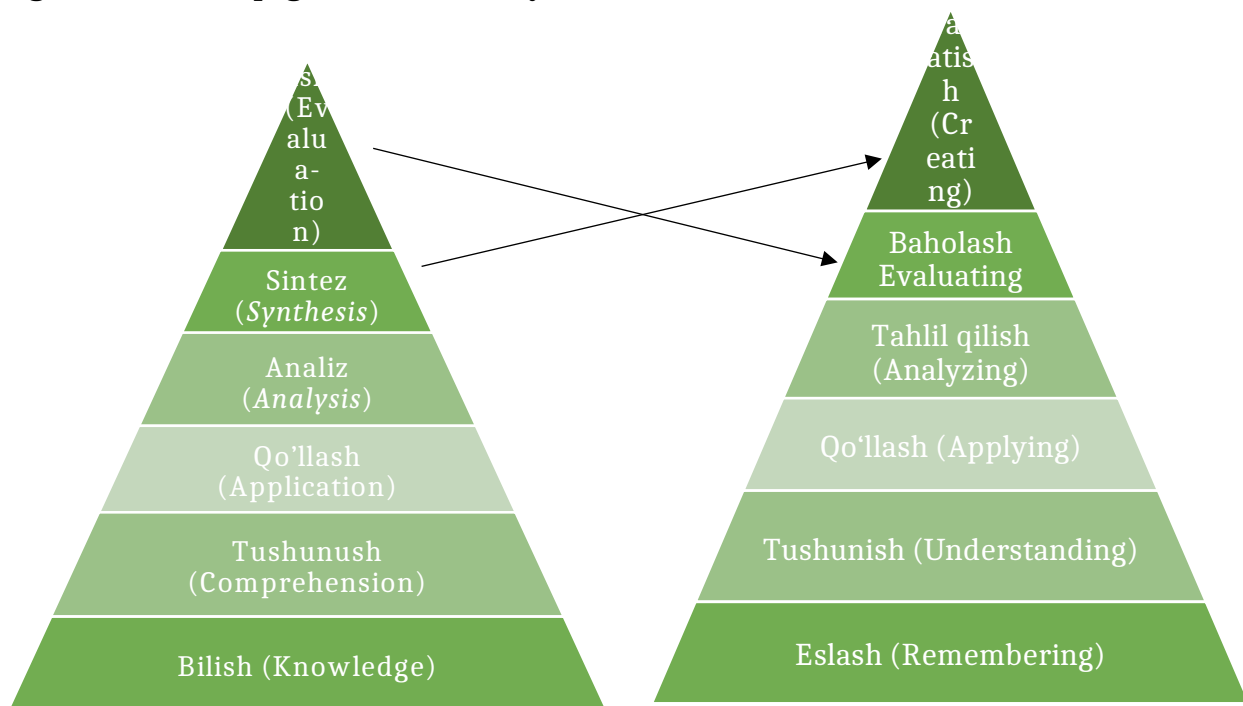 (Ev
alu
a-
tio
n)
Sintez
(Synthesis)
Analiz
(Analysis)
Qo’llash
(Application)
Tushunush
(Comprehension)
Bilish (Knowledge)
atis
h
(Cr
eati
ng)
Baholash
Evaluating
Tahlil qilish
(Analyzing)
Qo‘llash (Applying)
Tushunish (Understanding)
Eslash (Remembering)